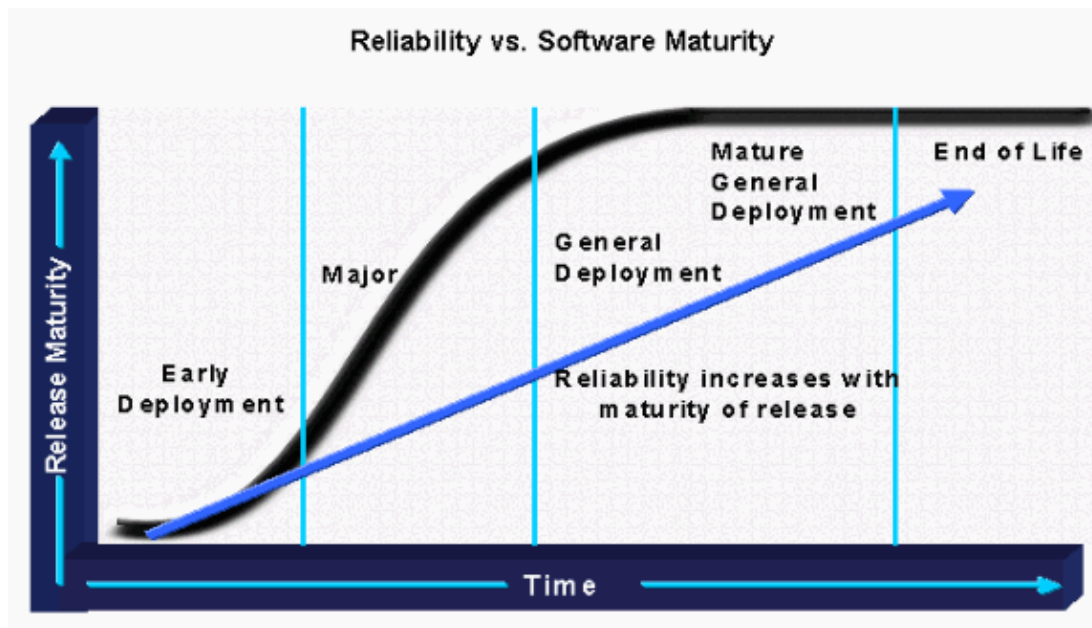 Reliability vs. Software Maturity
Release Maturity
Early
Deployment
Major
General
Deployment
Mature
General
Deployment
End of Life
Reliability increases with
maturity of release
Time